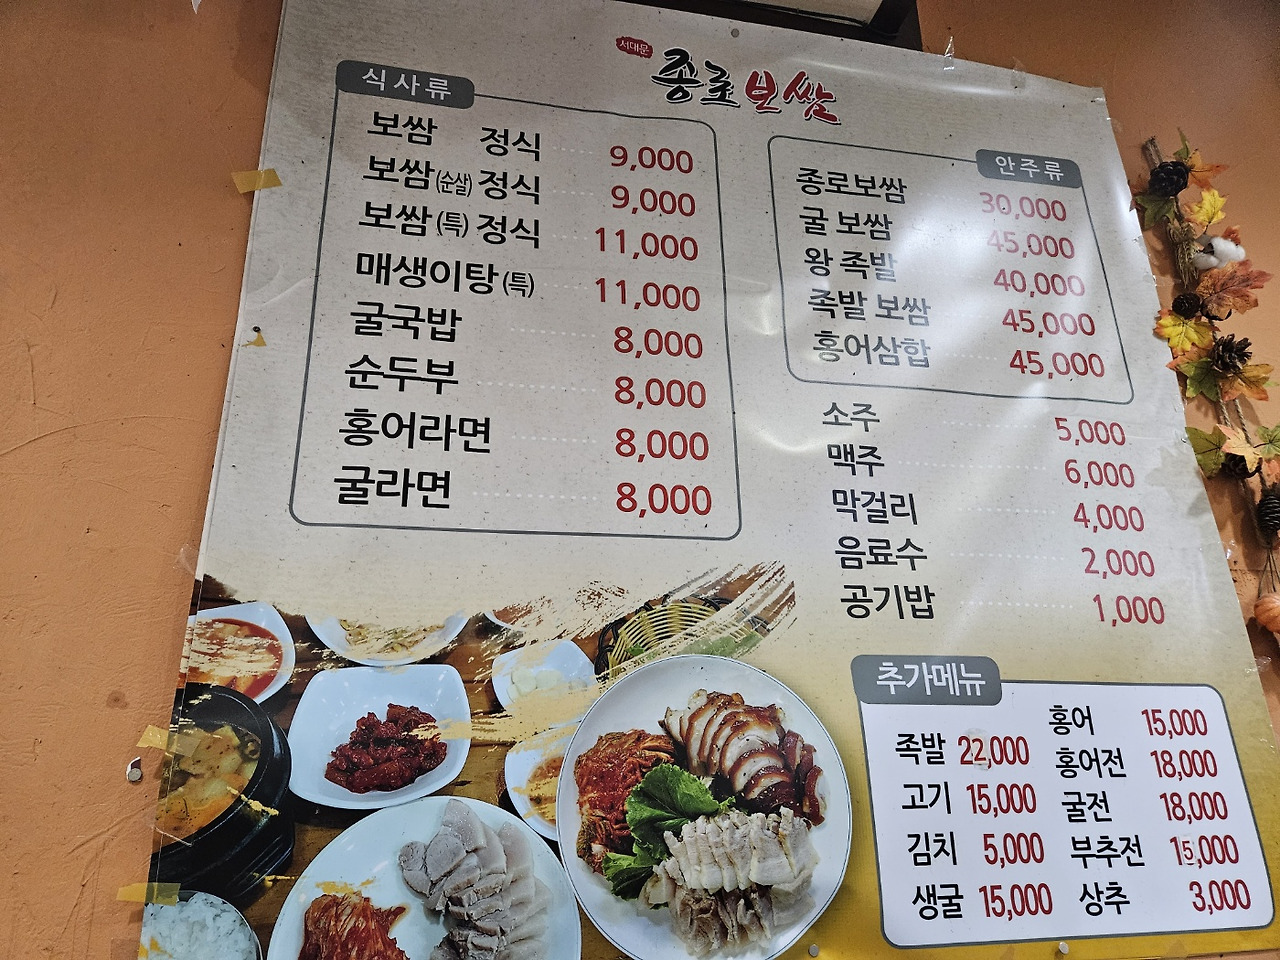 서대문
종로보쌈
식사류
보쌈 정식 9,000
보쌈(순살) 정식 9,000
보쌈(특) 정식 11,000
매생이탕(특) 11,000
굴국밥 8,000
순두부 8,000
홍어라면 8,000
굴라면 8,000
안주류
종로보쌈 30,000
굴 보쌈 45,000
왕 족발 40,000
족발 보쌈 45,000
홍어삼합 45,000
소주 5,000
맥주 6,000
막걸리 4,000
음료수 2,000
공기밥 1,000
추가메뉴
족발 22,000
고기 15,000
김치 5,000
생굴 15,000
홍어 15,000
홍어전 18,000
굴전 18,000
부추전 15,000
상추 3,000